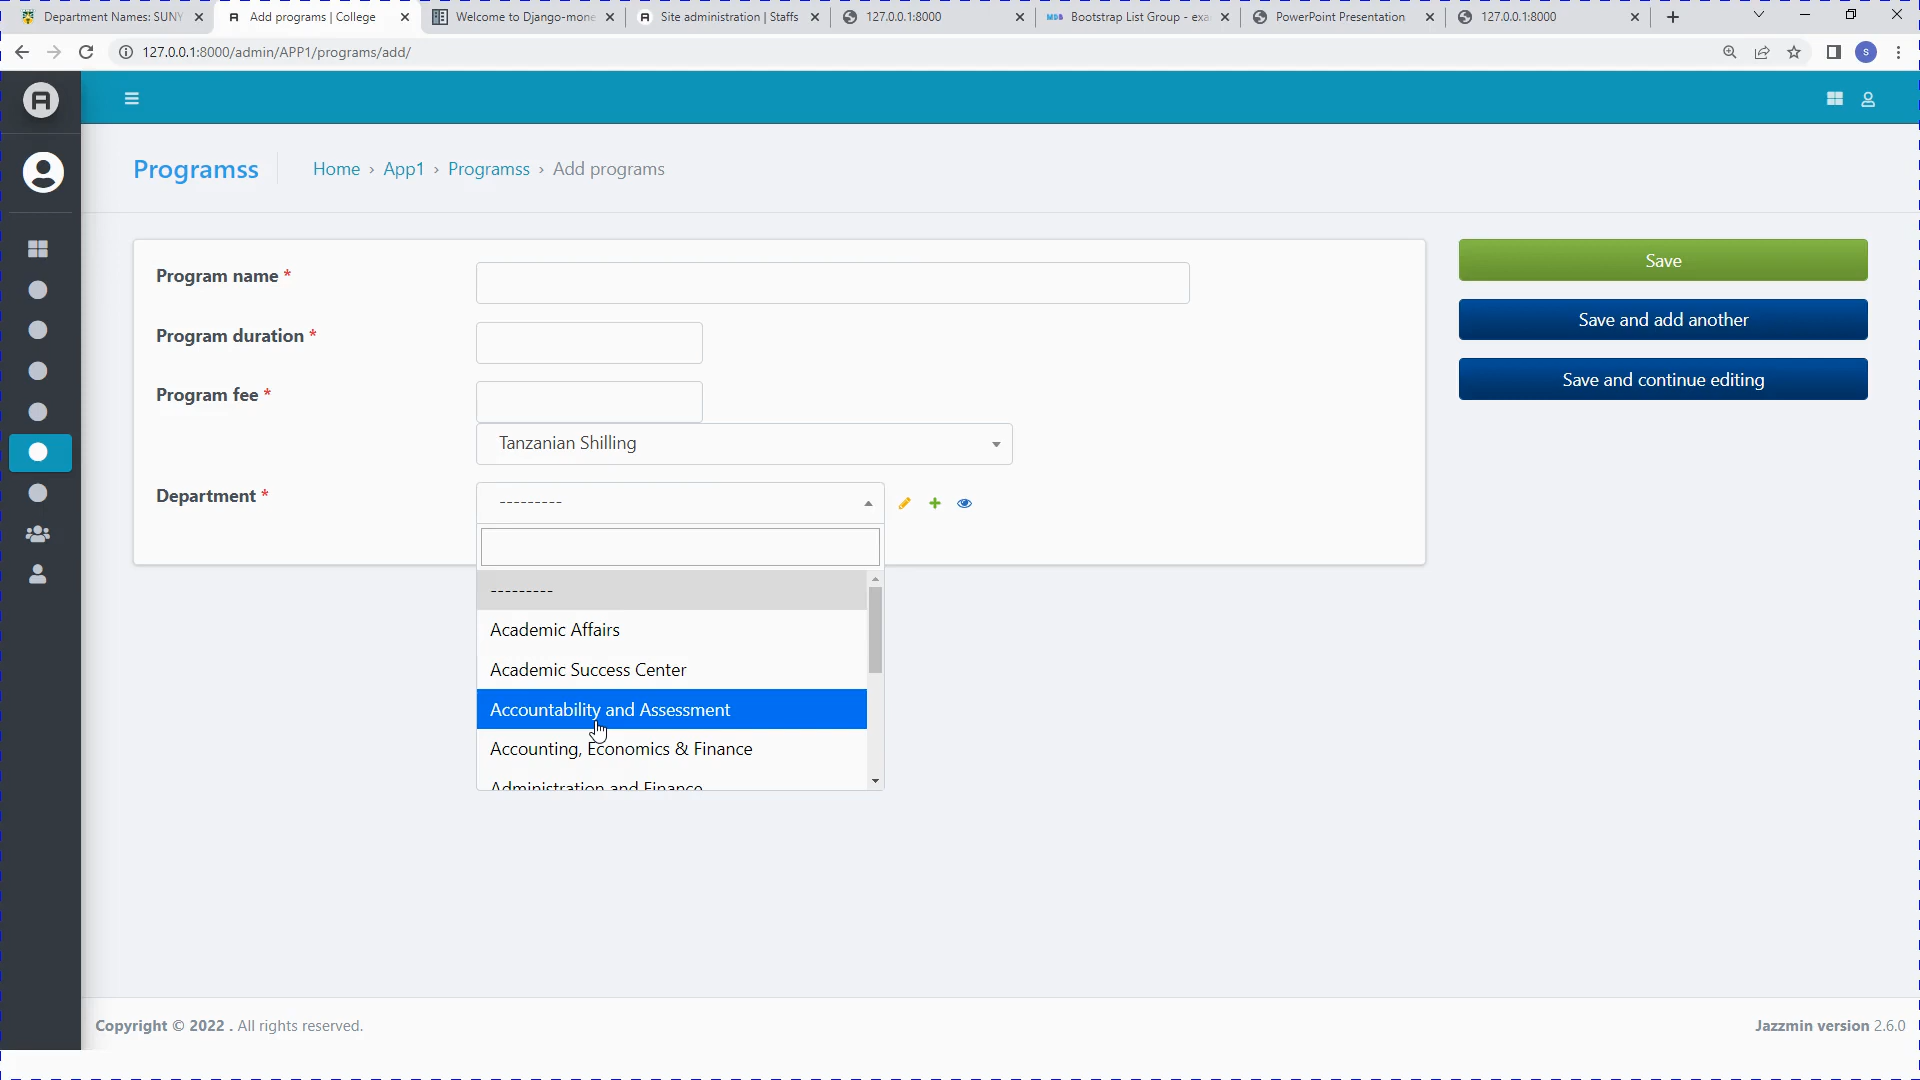 Department Names: SUNY
Add programs | College
Welcome to Django-mone
Site administration | Staffs
127.0.0.1:8000
MDB
Bootstrap List Group - exa
PowerPoint Presentation
127.0.0.1:8000
127.0.0.1:8000/admin/APP1/programs/add/
S
Programss
Home › App1 › Programss › Add programs
Program name *
Save
Program duration *
Save and add another
Program fee *
Save and continue editing
Tanzanian Shilling
Department *
---------
---------
Academic Affairs
Academic Success Center
Accountability and Assessment
Accounting, Economics & Finance
Administration and Finance
Copyright © 2022 . All rights reserved.
Jazzmin version 2.6.0